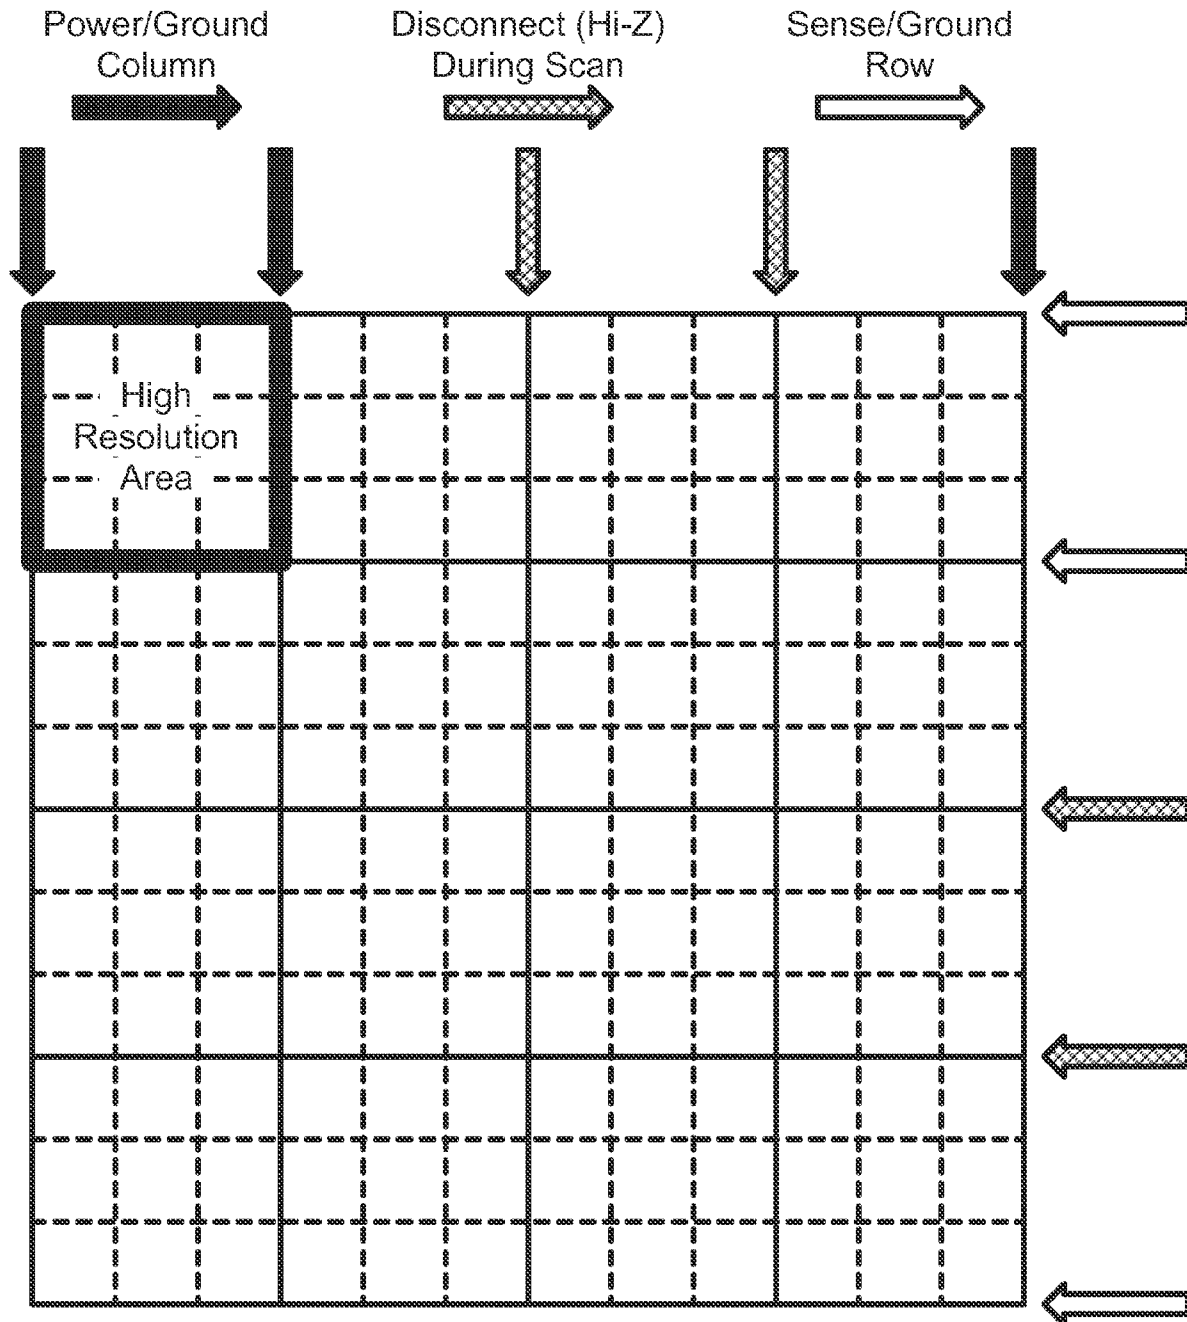 Power/Ground
Column
Disconnect (Hi-Z)
During Scan
Sense/Ground
Row
High
Resolution
Area